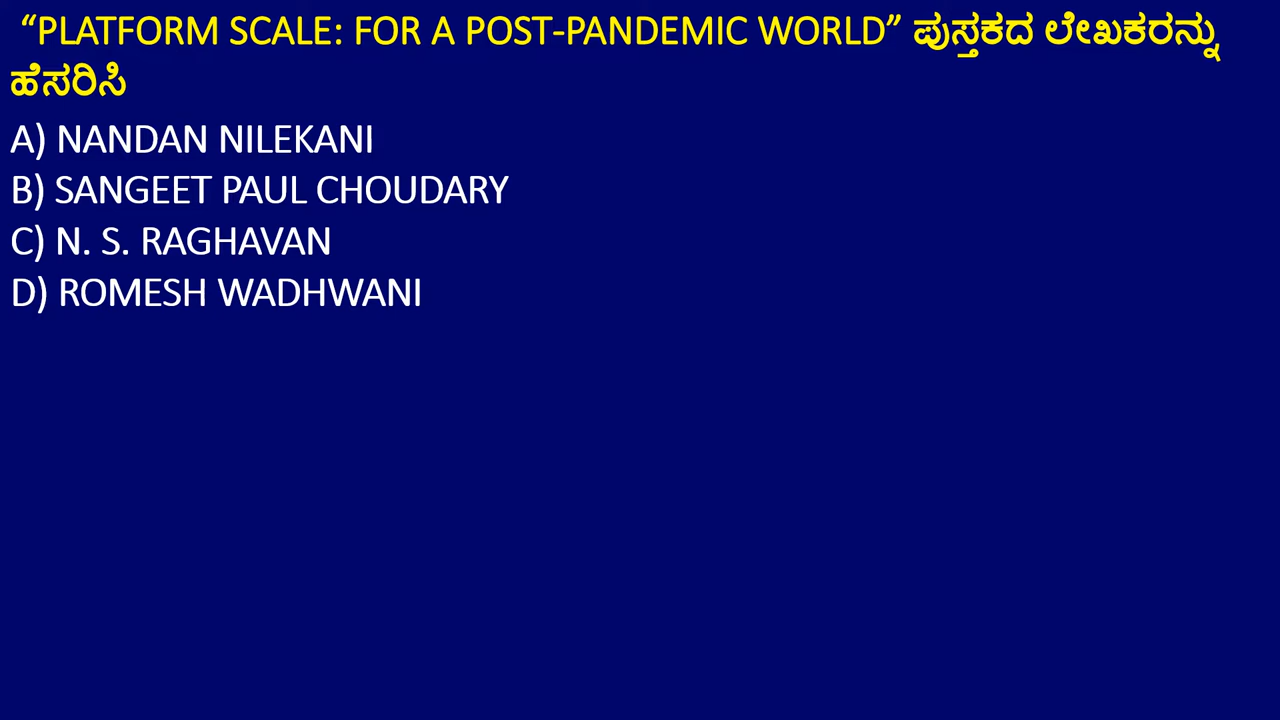 “PLATFORM SCALE: FOR A POST-PANDEMIC WORLD” ಪುಸ್ತಕದ ಲೇಖಕರನ್ನು
ಹೆಸರಿಸಿ
A) NANDAN NILEKANI
B) SANGEET PAUL CHOUDARY
C) N. S. RAGHAVAN
D) ROMESH WADHWANI